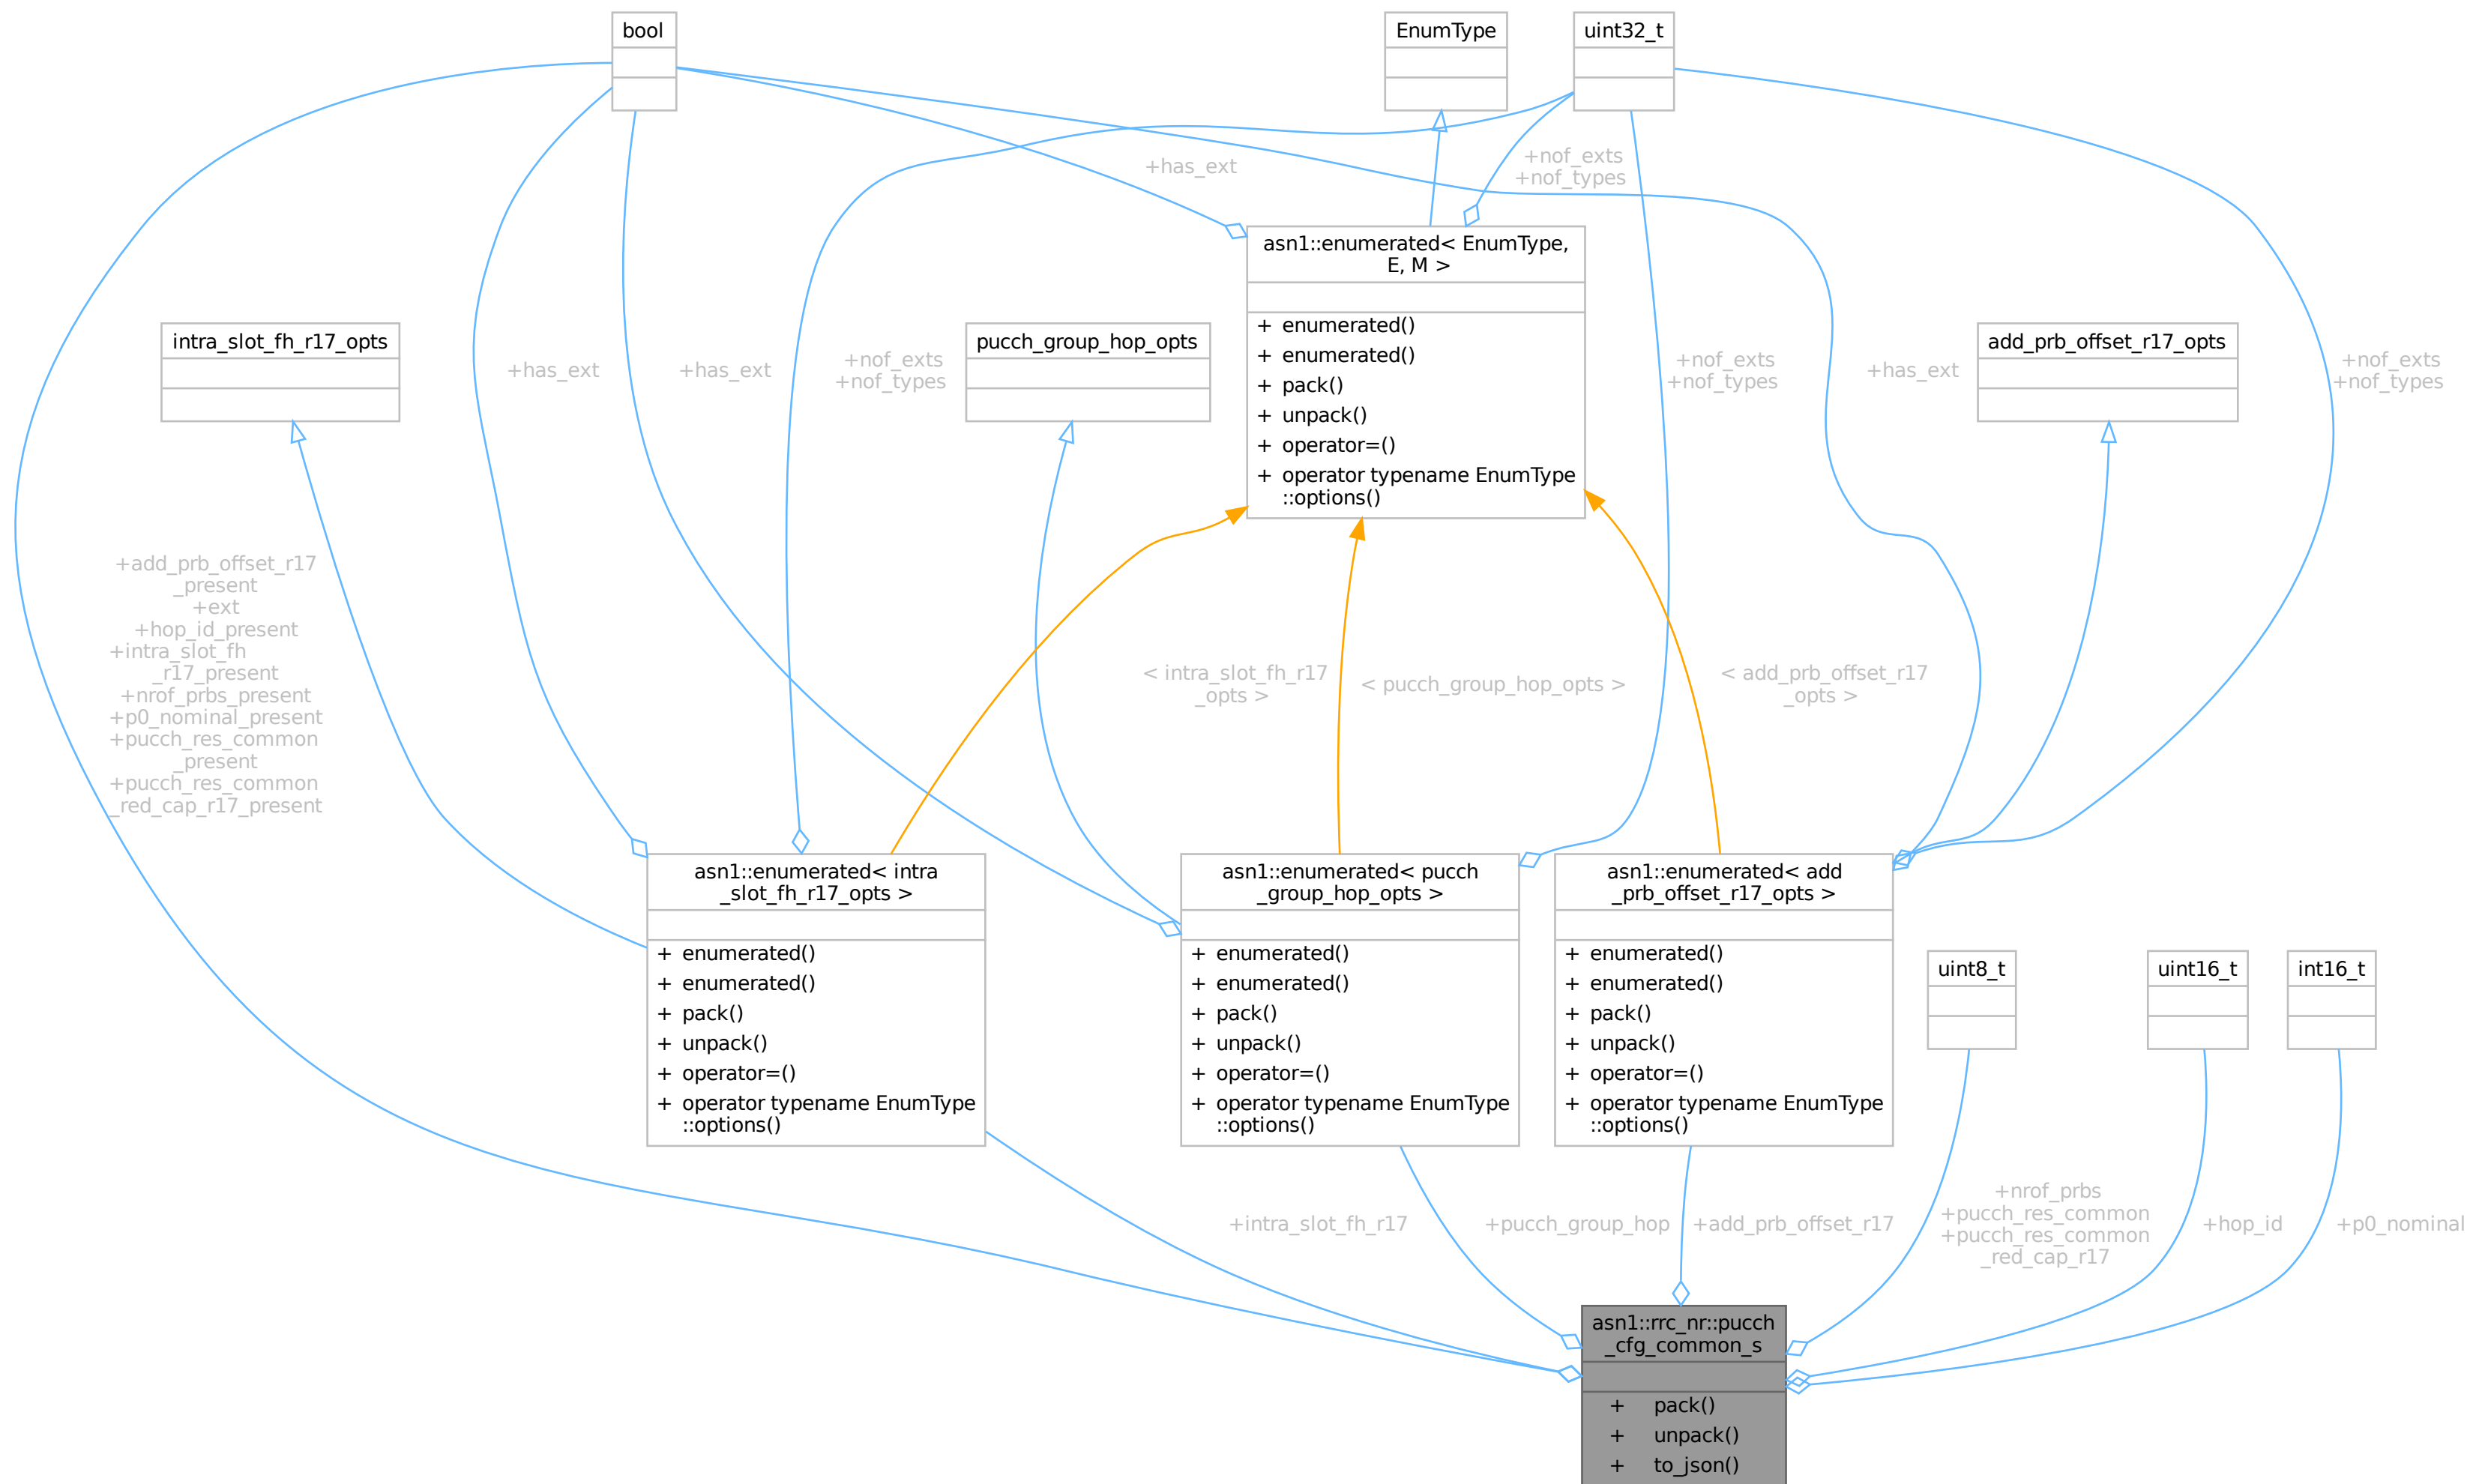 bool
EnumType
uint32_t
+has_ext
+nof_exts
+nof_types
asn1::enumerated< EnumType,
E, M >
+ enumerated()
+ enumerated()
+ pack()
+ unpack()
+ operator=()
+ operator typename EnumType
::options()
intra_slot_fh_r17_opts
+has_ext
+has_ext
+nof_exts
+nof_types
pucch_group_hop_opts
+nof_exts
+nof_types
+has_ext
add_prb_offset_r17_opts
+nof_exts
+nof_types
+add_prb_offset_r17
_present
+ext
+hop_id_present
+intra_slot_fh
_r17_present
+nrof_prbs_present
+p0_nominal_present
+pucch_res_common
_present
+pucch_res_common
_red_cap_r17_present
< intra_slot_fh_r17
_opts >
< pucch_group_hop_opts >
< add_prb_offset_r17
_opts >
asn1::enumerated< intra
_slot_fh_r17_opts >
+ enumerated()
+ enumerated()
+ pack()
+ unpack()
+ operator=()
+ operator typename EnumType
::options()
asn1::enumerated< pucch
_group_hop_opts >
+ enumerated()
+ enumerated()
+ pack()
+ unpack()
+ operator=()
+ operator typename EnumType
::options()
asn1::enumerated< add
_prb_offset_r17_opts >
+ enumerated()
+ enumerated()
+ pack()
+ unpack()
+ operator=()
+ operator typename EnumType
::options()
uint8_t
uint16_t
int16_t
+intra_slot_fh_r17
+pucch_group_hop
+add_prb_offset_r17
+nrof_prbs
+pucch_res_common
+pucch_res_common
_red_cap_r17
+hop_id
+p0_nominal
asn1::rrc_nr::pucch
_cfg_common_s
+ pack()
+ unpack()
+ to_json()